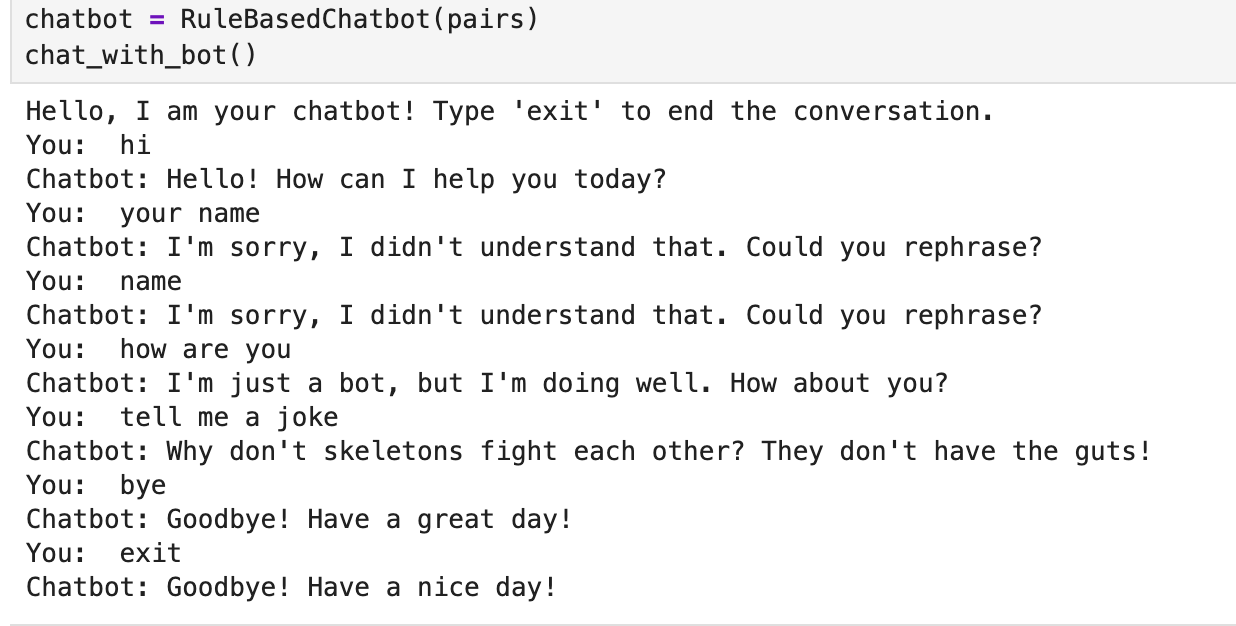 chatbot = RuleBasedChatbot(pairs)
chat_with_bot()
Hello, I am your chatbot! Type 'exit' to end the conversation.
You:  hi
Chatbot: Hello! How can I help you today?
You:  your name
Chatbot: I'm sorry, I didn't understand that. Could you rephrase?
You:  name
Chatbot: I'm sorry, I didn't understand that. Could you rephrase?
You:  how are you
Chatbot: I'm just a bot, but I'm doing well. How about you?
You:  tell me a joke
Chatbot: Why don't skeletons fight each other? They don't have the guts!
You:  bye
Chatbot: Goodbye! Have a great day!
You:  exit
Chatbot: Goodbye! Have a nice day!